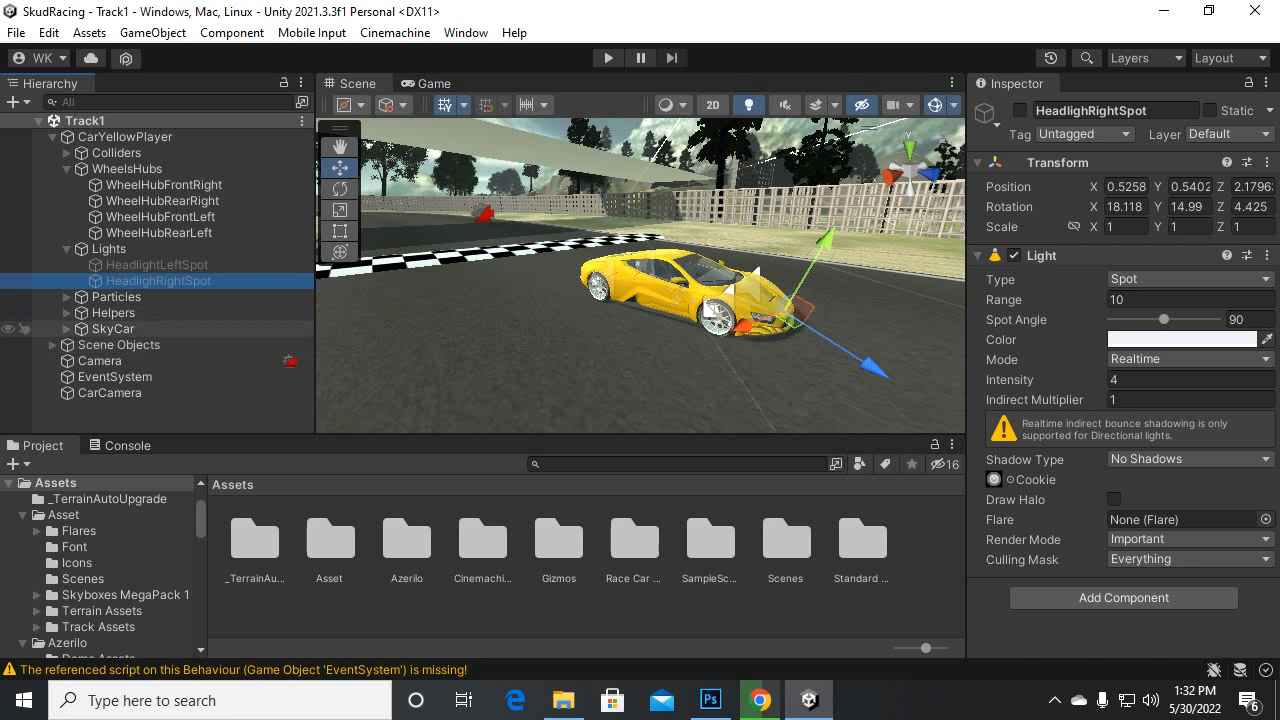 SkudRacing - Track1 - Windows, Mac, Linux - Unity 2021.3.3f1 Personal <DX11>
File Edit Assets GameObject Component Mobile Input Cinemachine Window Help
WK Layers Layout
Hierarchy
All
Track1
CarYellowPlayer
Colliders
WheelsHubs
WheelHubFrontRight
WheelHubRearRight
WheelHubFrontLeft
WheelHubRearLeft
Lights
HeadlightLeftSpot
HeadlighRightSpot
Particles
Helpers
SkyCar
Scene Objects
Camera
EventSystem
CarCamera
Scene Game
2D
y
Inspector
HeadlighRightSpot Static
Tag Untagged Layer Default
Transform
Position X 0.5258 Y 0.5402 Z 2.1796
Rotation X 18.118 Y 14.99 Z 4.425
Scale X 1 Y 1 Z 1
Light
Type Spot
Range 10
Spot Angle 90
Color
Mode Realtime
Intensity 4
Indirect Multiplier 1
Realtime indirect bounce shadowing is only
supported for Directional lights.
Shadow Type No Shadows
Cookie
Draw Halo
Flare None (Flare)
Render Mode Important
Culling Mask Everything
Add Component
Project Console
16
Assets
_TerrainAutoUpgrade
Asset
Flares
Font
Icons
Scenes
Skyboxes MegaPack 1
Terrain Assets
Track Assets
Azerilo
Assets
_TerrainAu... Asset Azerilo Cinemachi... Gizmos Race Car ... SampleSc... Scenes Standard ...
The referenced script on this Behaviour (Game Object 'EventSystem') is missing!
Type here to search
Ps
1:32 PM
5/30/2022
6